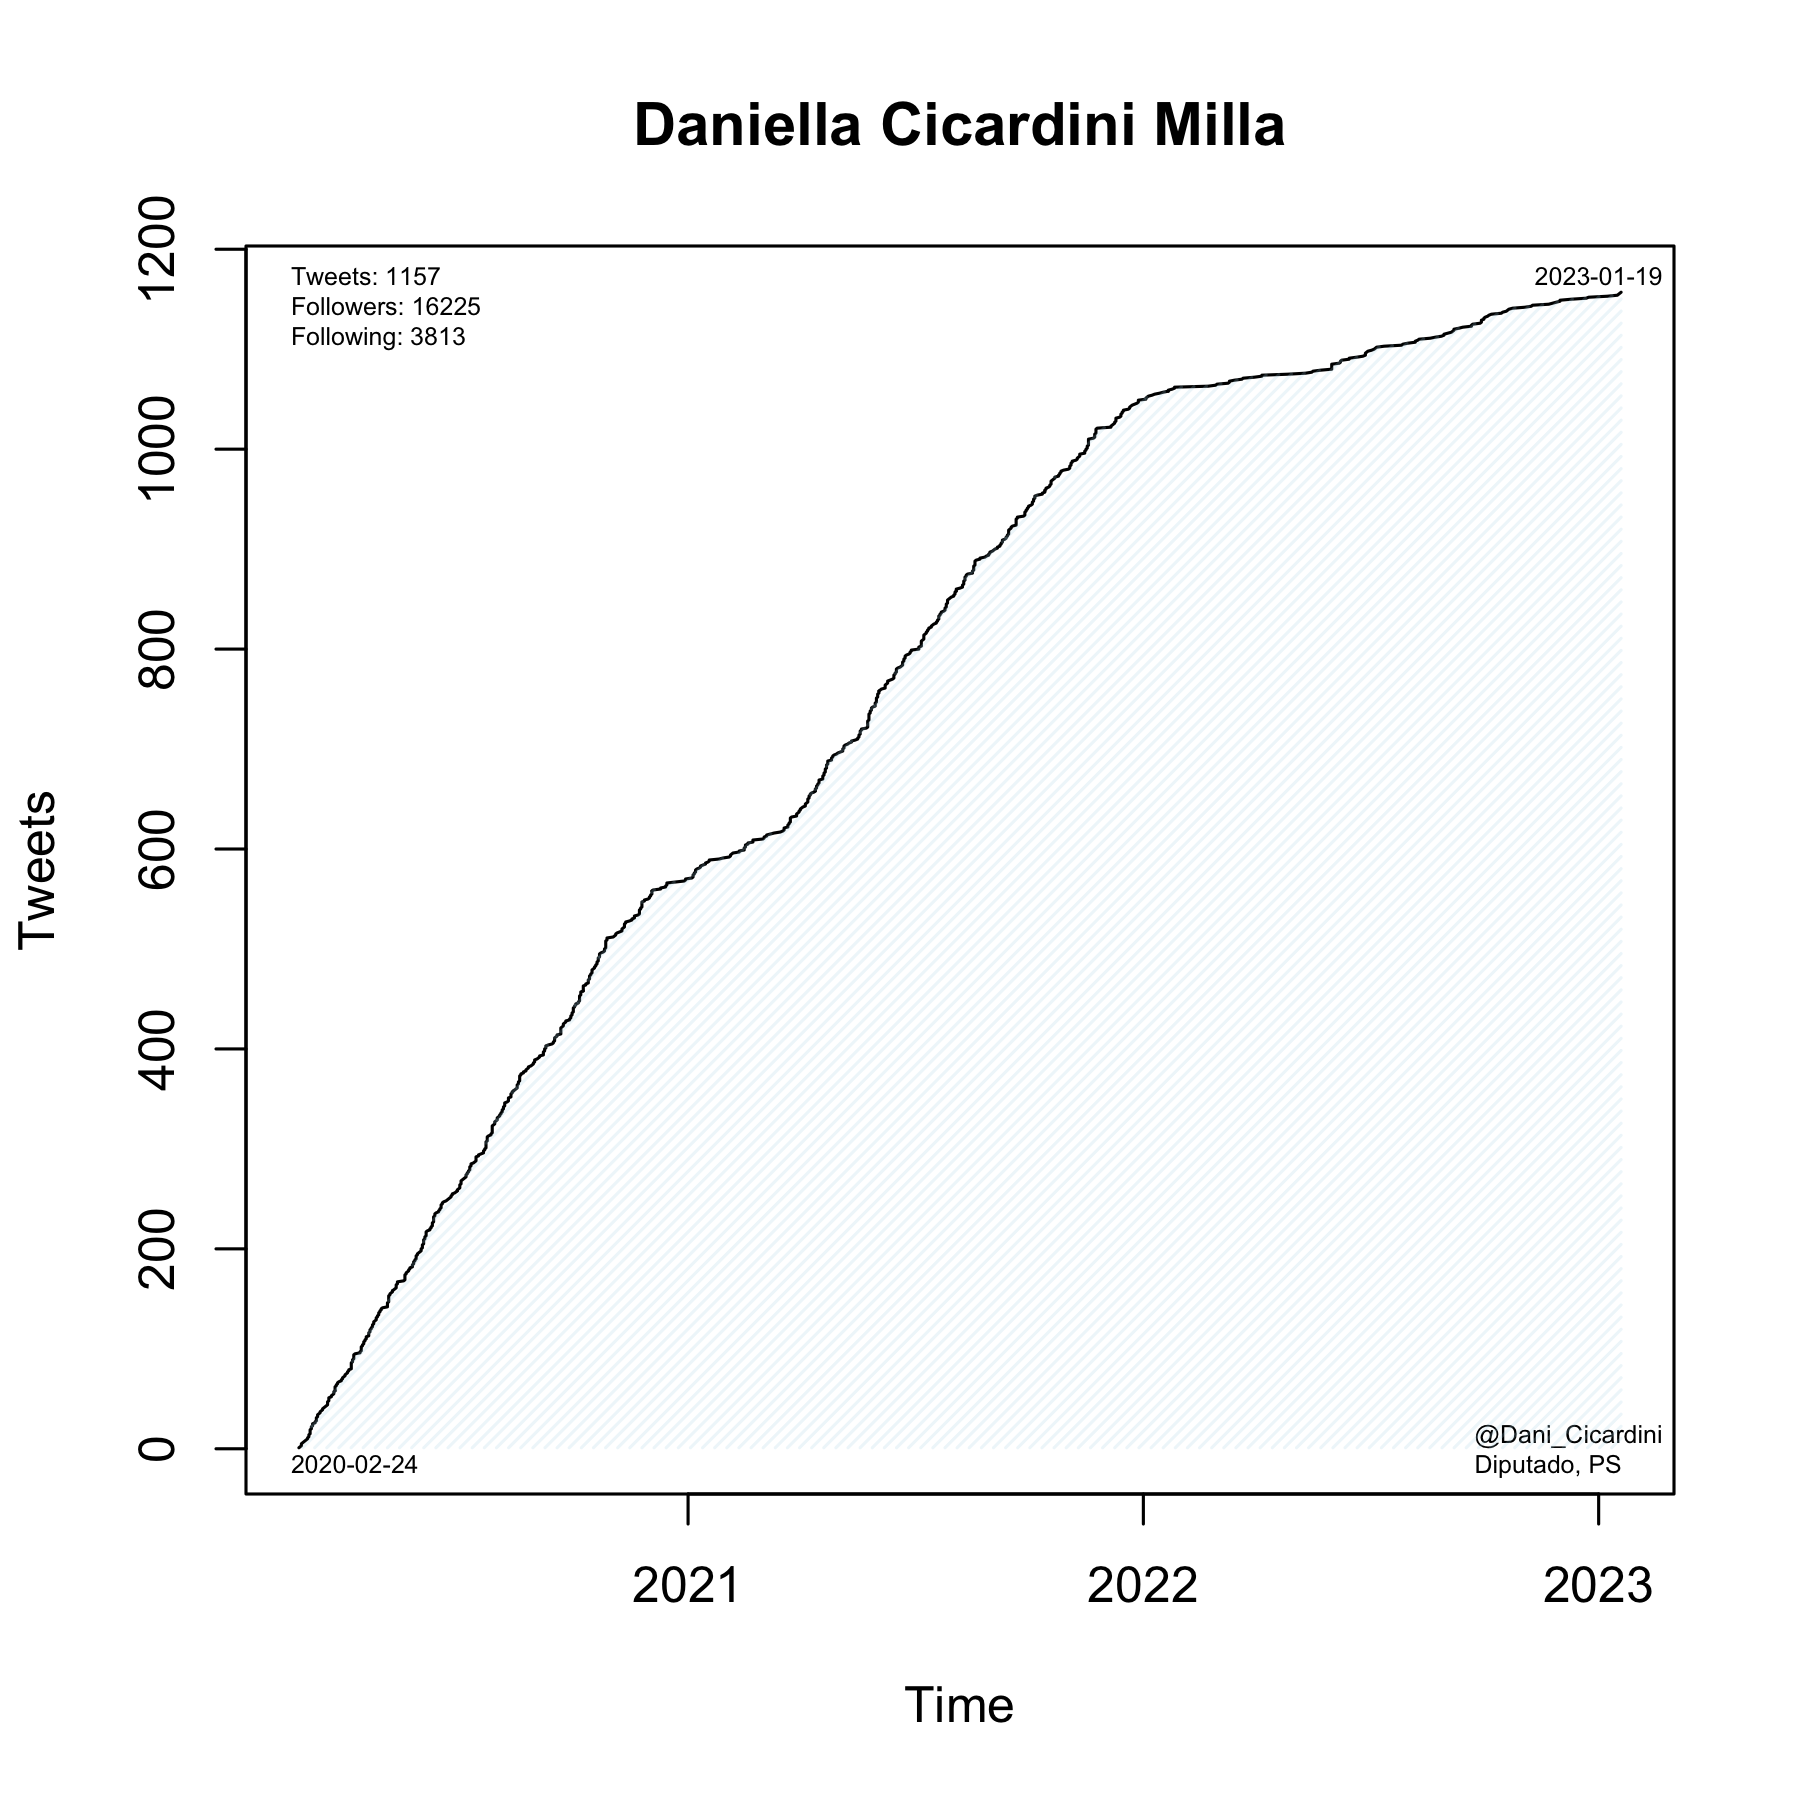 Daniella Cicardini Milla
Tweets: 1157
Followers: 16225
Following: 3813
2023-01-19
1200
1000
800
600
400
200
0
Tweets
2020-02-24
@Dani_Cicardini
Diputado, PS
2021
2022
2023
Time